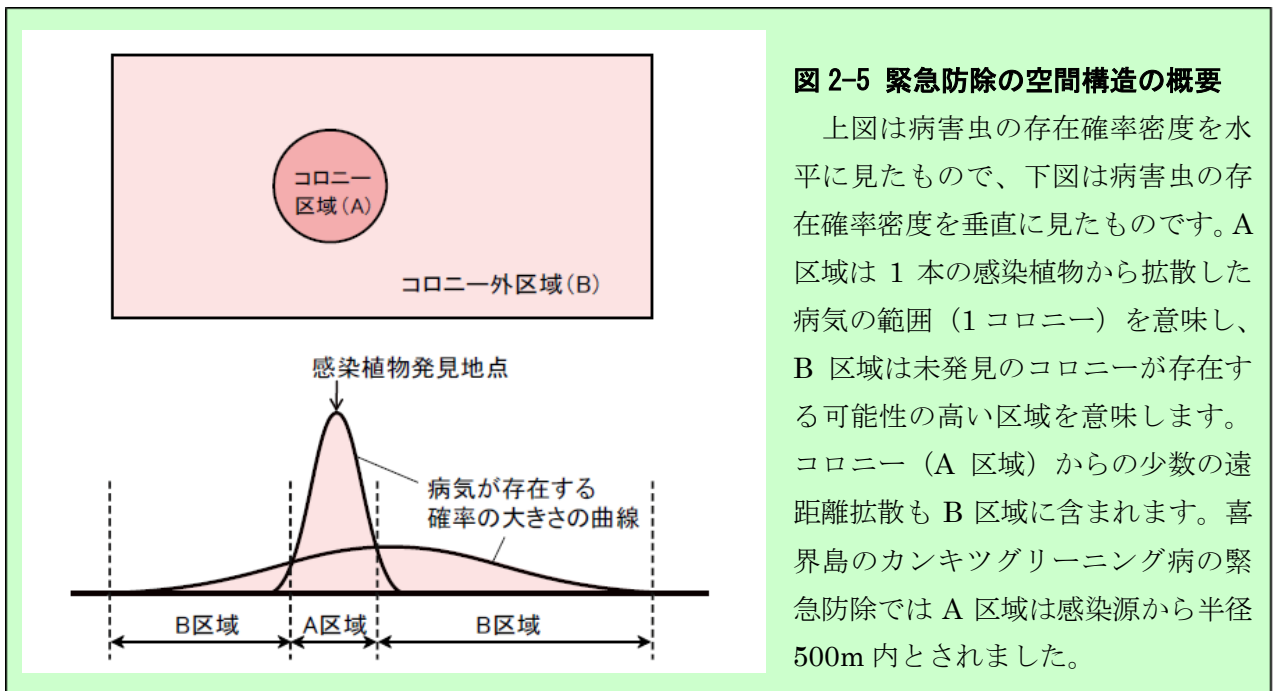 コロニー
区域(A)
コロニー外区域(B)
感染植物発見地点
病気が存在する
確率の大きさの曲線
B区域
A区域
B区域
図 2-5 緊急防除の空間構造の概要
上図は病害虫の存在確率密度を水
平に見たもので、下図は病害虫の存
在確率密度を垂直に見たものです。A
区域は 1 本の感染植物から拡散した
病気の範囲（1 コロニー）を意味し、
B 区域は未発見のコロニーが存在す
る可能性の高い区域を意味します。
コロニー（A 区域）からの少数の遠
距離拡散も B 区域に含まれます。喜
界島のカンキツグリーニング病の緊
急防除では A 区域は感染源から半径
500m 内とされました。